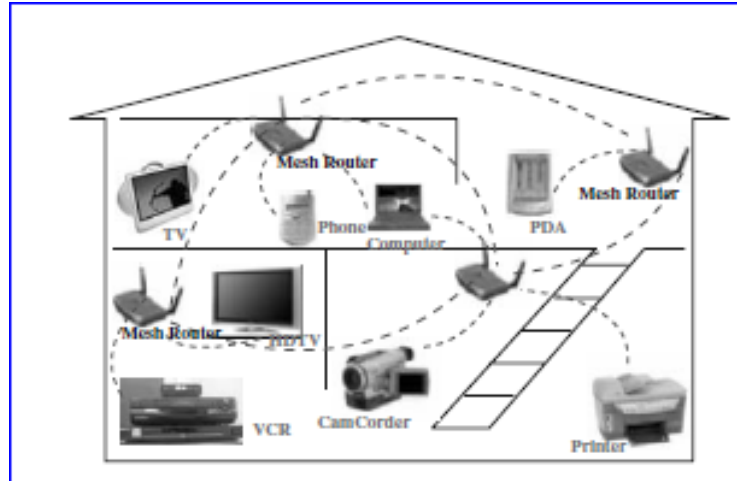 Mesh Router
Mesh Router
TV
Phone
Computer
PDA
Mesh Router
HDTV
VCR
CamCorder
Printer